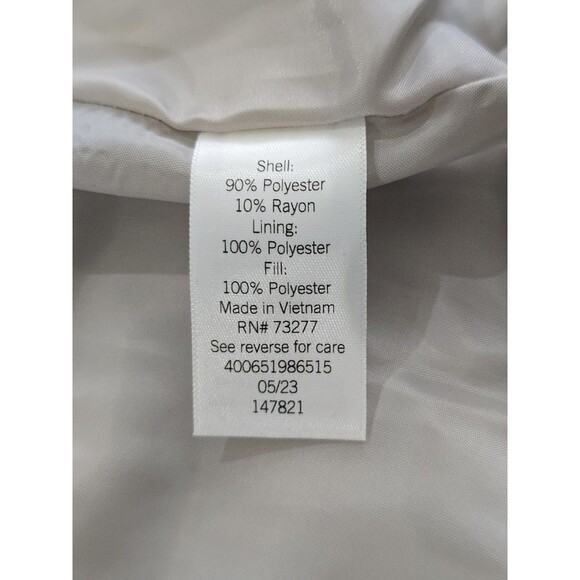 Shell:
90% Polyester
10% Rayon
Lining:
100% Polyester
Fill:
100% Polyester
Made in Vietnam
RN# 73277
See reverse for care
400651986515
05/23
147821